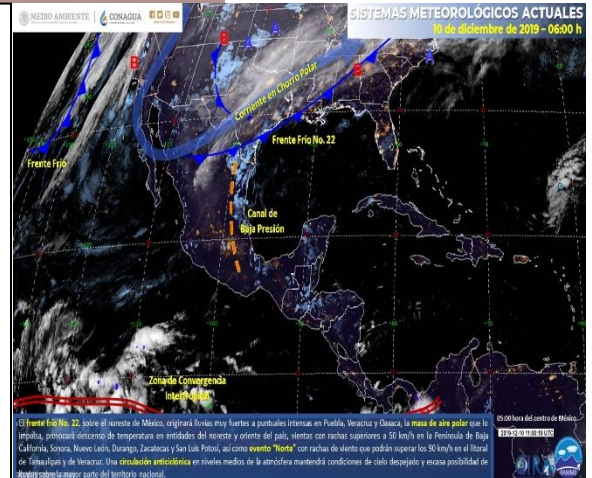 MEDIO AMBIENTE
CONAGUA
SISTEMAS METEOROLÓGICOS ACTUALES
10 de diciembre de 2019 - 06:00 h
B
A
A
B
B
A
Corriente en Chorro Polar
Frente Frío
Frente Frío No. 22
Canal de
Baja Presión
Zona de Convergencia
Intertropical
El frente frío No. 22, sobre el noreste de México, originará lluvias muy fuertes a puntuales intensas en Puebla, Veracruz y Oaxaca, la masa de aire polar que lo
impulsa, provocará descenso de temperatura en entidades del noreste y oriente del país, vientos con rachas superiores a 50 km/h en la Península de Baja
California, Sonora, Nuevo León, Durango, Zacatecas y San Luis Potosí, así como evento "Norte" con rachas de viento que podrán superar los 90 km/h en el litoral
de Tamaulipas y de Veracruz. Una circulación anticiclónica en niveles medios de la atmósfera mantendrá condiciones de cielo despejado y escasa posibilidad de
lluvias sobre la mayor parte del territorio nacional.
05:00 hora del centro de México
2019-12-10 11:00:19 UTC